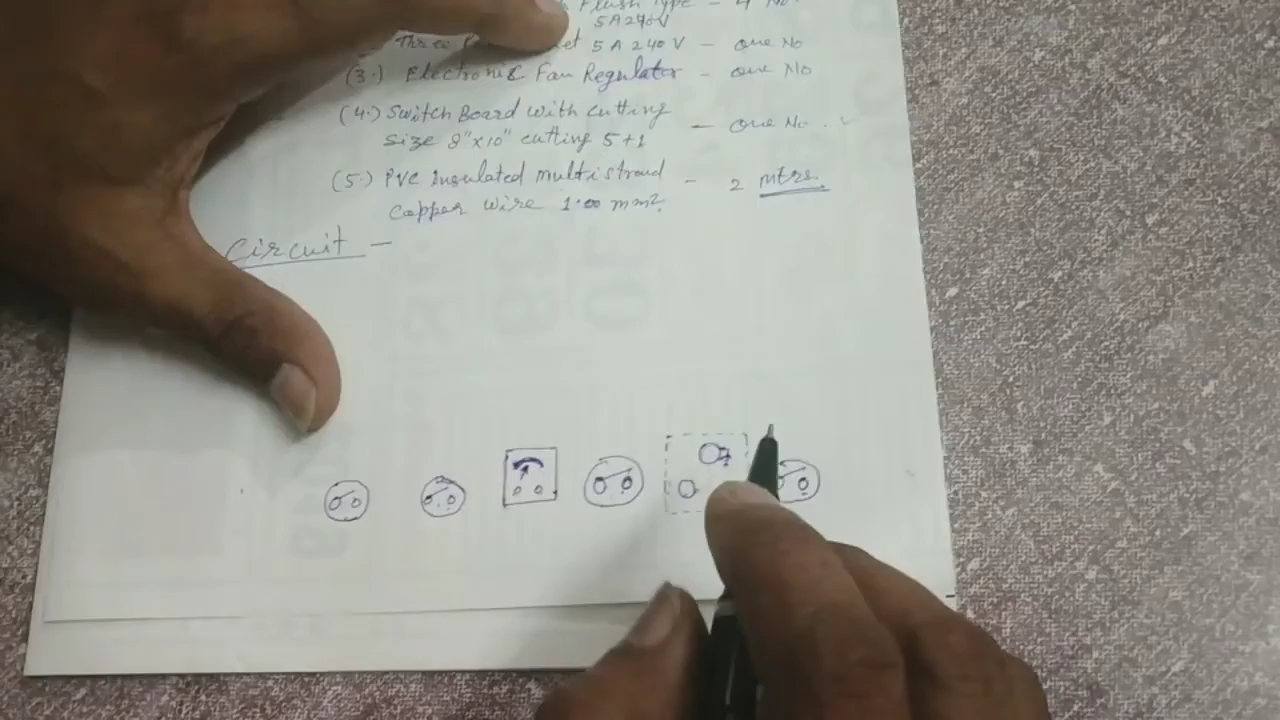 Flush Type - 4 No.
5A 240V
Three 5 A 240 V - One No
(3.) Electronic Fan Regulator - One No
(4.) Switch Board with cutting
size 8"x10" cutting 5+1 - One No.
(5.) PVC Insulated multistrand
Copper wire 1.00 mm2. - 2 Mtrs.
Circuit -